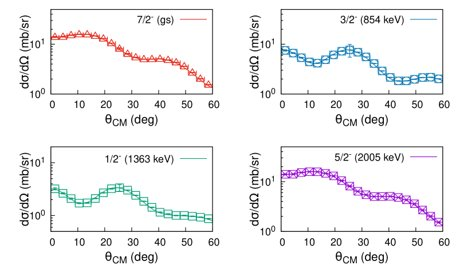 7/2⁻ (gs)
dσ/dΩ (mb/sr)
10¹
10⁰
0 10 20 30 40 50 60
θCM (deg)
3/2⁻ (854 keV)
dσ/dΩ (mb/sr)
10¹
10⁰
0 10 20 30 40 50 60
θCM (deg)
1/2⁻ (1363 keV)
dσ/dΩ (mb/sr)
10¹
10⁰
0 10 20 30 40 50 60
θCM (deg)
5/2⁻ (2005 keV)
dσ/dΩ (mb/sr)
10¹
10⁰
0 10 20 30 40 50 60
θCM (deg)